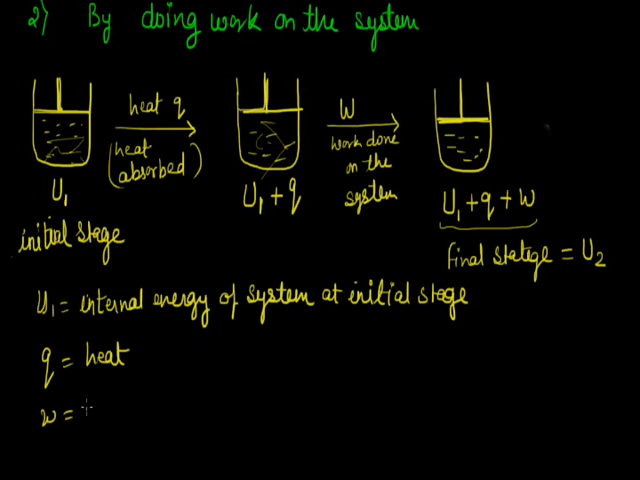 2) By doing work on the system
heat q
(heat absorbed)
W
work done
on the
system
U1
U1 + q
U1 + q + w
initial stage
final statege = U2
U1 = internal energy of system at initial stage
q = heat
w =